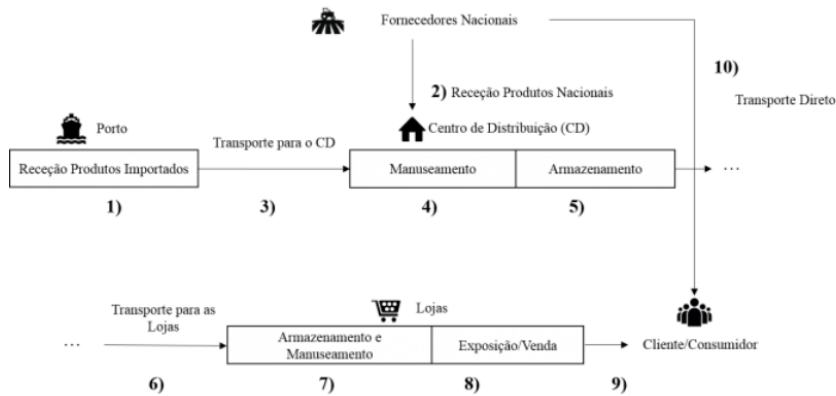 Fornecedores Nacionais
10)
2) Receção Produtos Nacionais
Transporte Direto
Porto
Centro de Distribuição (CD)
Transporte para o CD
Receção Produtos Importados
Manuseamento
Armazenamento
...
1)
3)
4)
5)
Transporte para as
Lojas
Lojas
...
Armazenamento e
Manuseamento
Exposição/Venda
Cliente/Consumidor
6)
7)
8)
9)